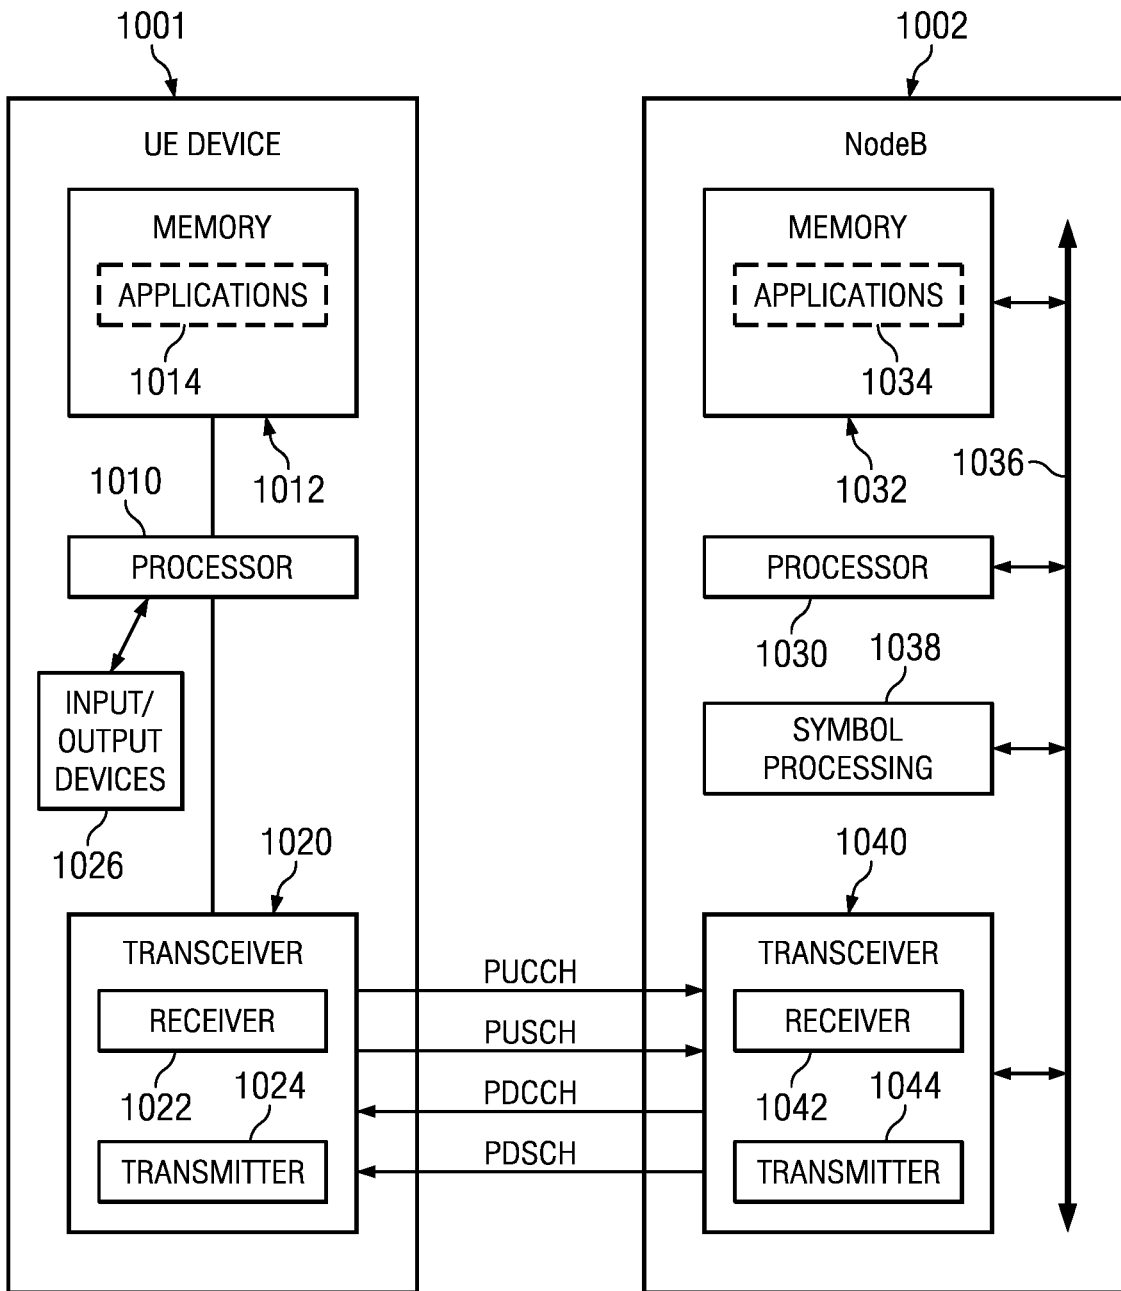 1001
1002
UE DEVICE
MEMORY
APPLICATIONS
1014
1012
1010
PROCESSOR
INPUT/
OUTPUT
DEVICES
1026
1020
TRANSCEIVER
RECEIVER
1022
1024
TRANSMITTER
PUCCH
PUSCH
PDCCH
PDSCH
NodeB
MEMORY
APPLICATIONS
1034
1032
1036
PROCESSOR
1030
1038
SYMBOL
PROCESSING
1040
TRANSCEIVER
RECEIVER
1042
1044
TRANSMITTER